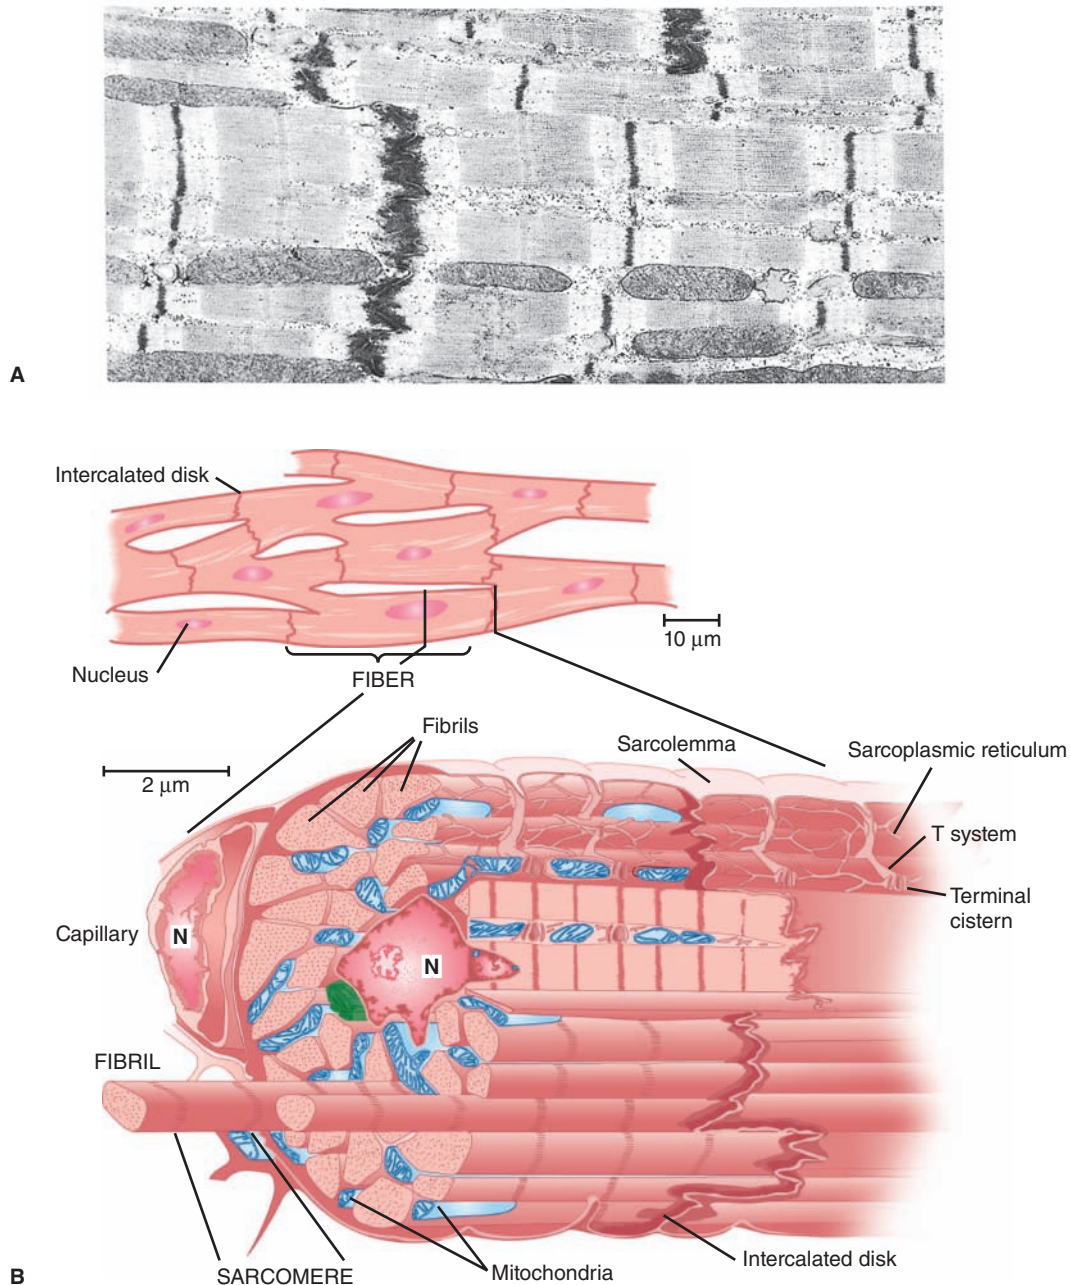 A
Intercalated disk
10 μm
Nucleus
FIBER
Fibrils
Sarcolemma
Sarcoplasmic reticulum
2 μm
T system
Terminal
cistern
Capillary
N
N
FIBRIL
Intercalated disk
B
SARCOMERE
Mitochondria